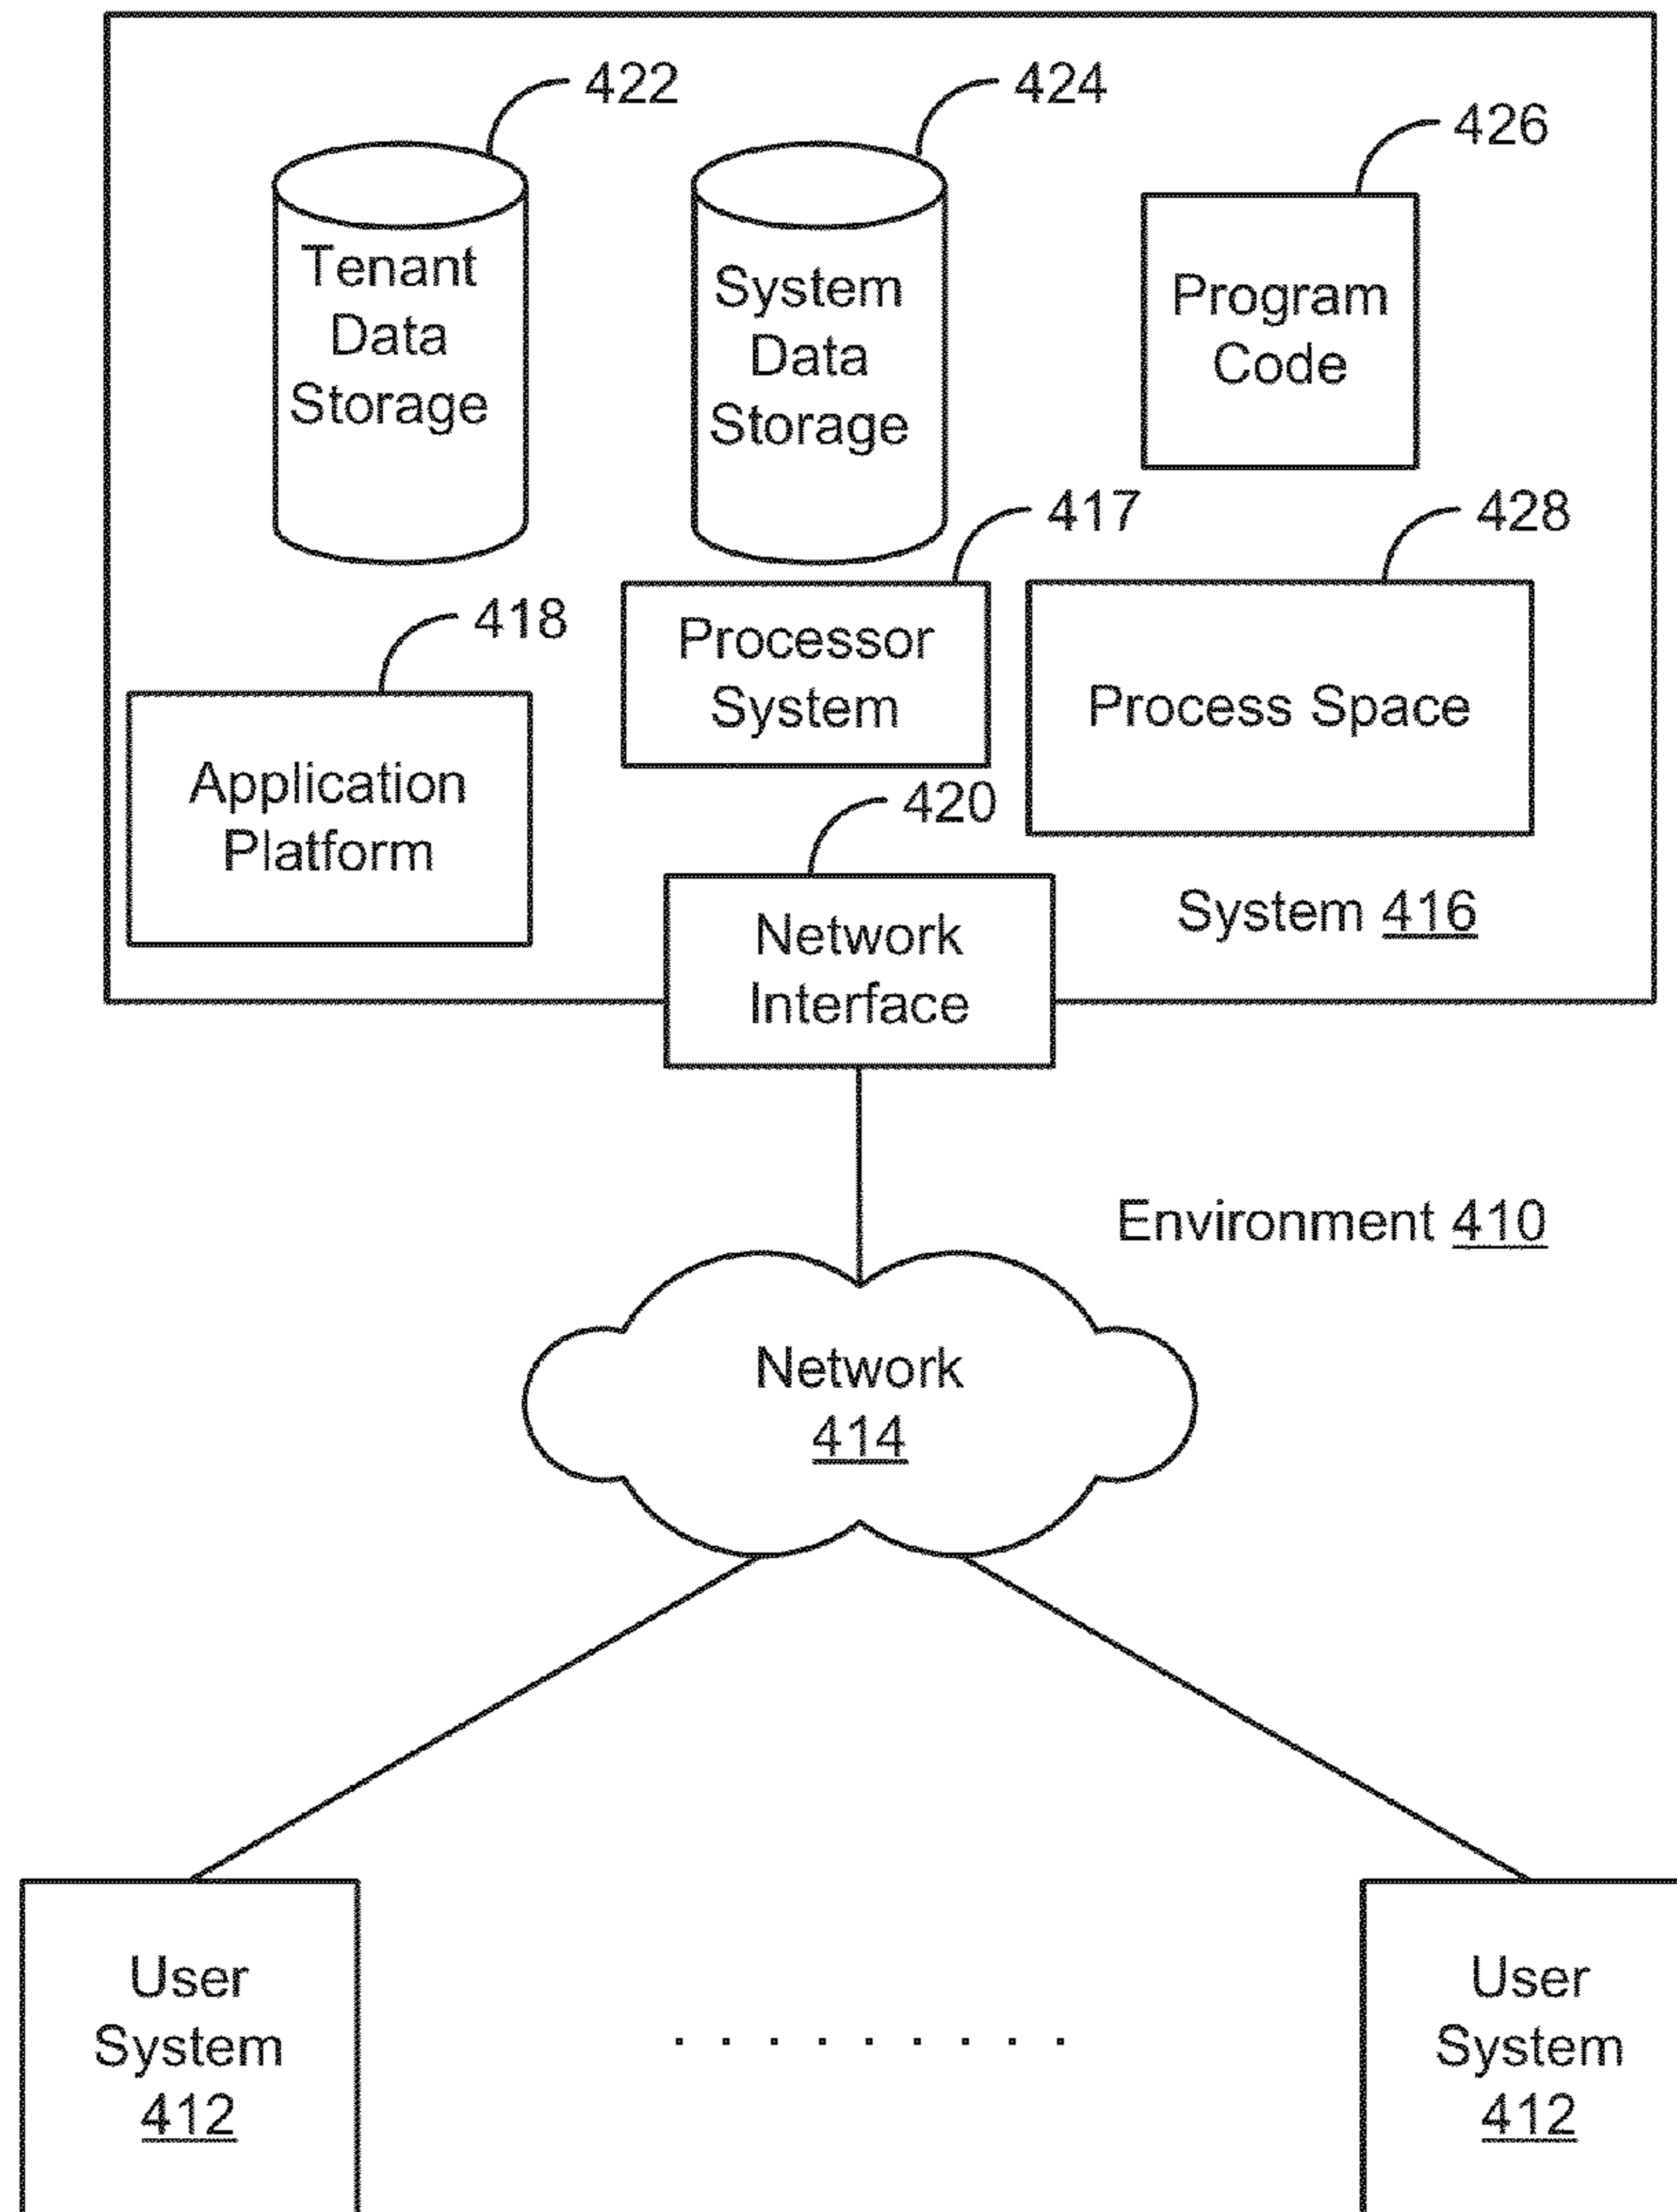 422
424
426
Tenant
Data
Storage
System
Data
Storage
Program
Code
417
428
418
Processor
System
Process Space
Application
Platform
420
Network
Interface
System 416
Environment 410
Network
414
User
System
412
. . . . . . . . .
User
System
412